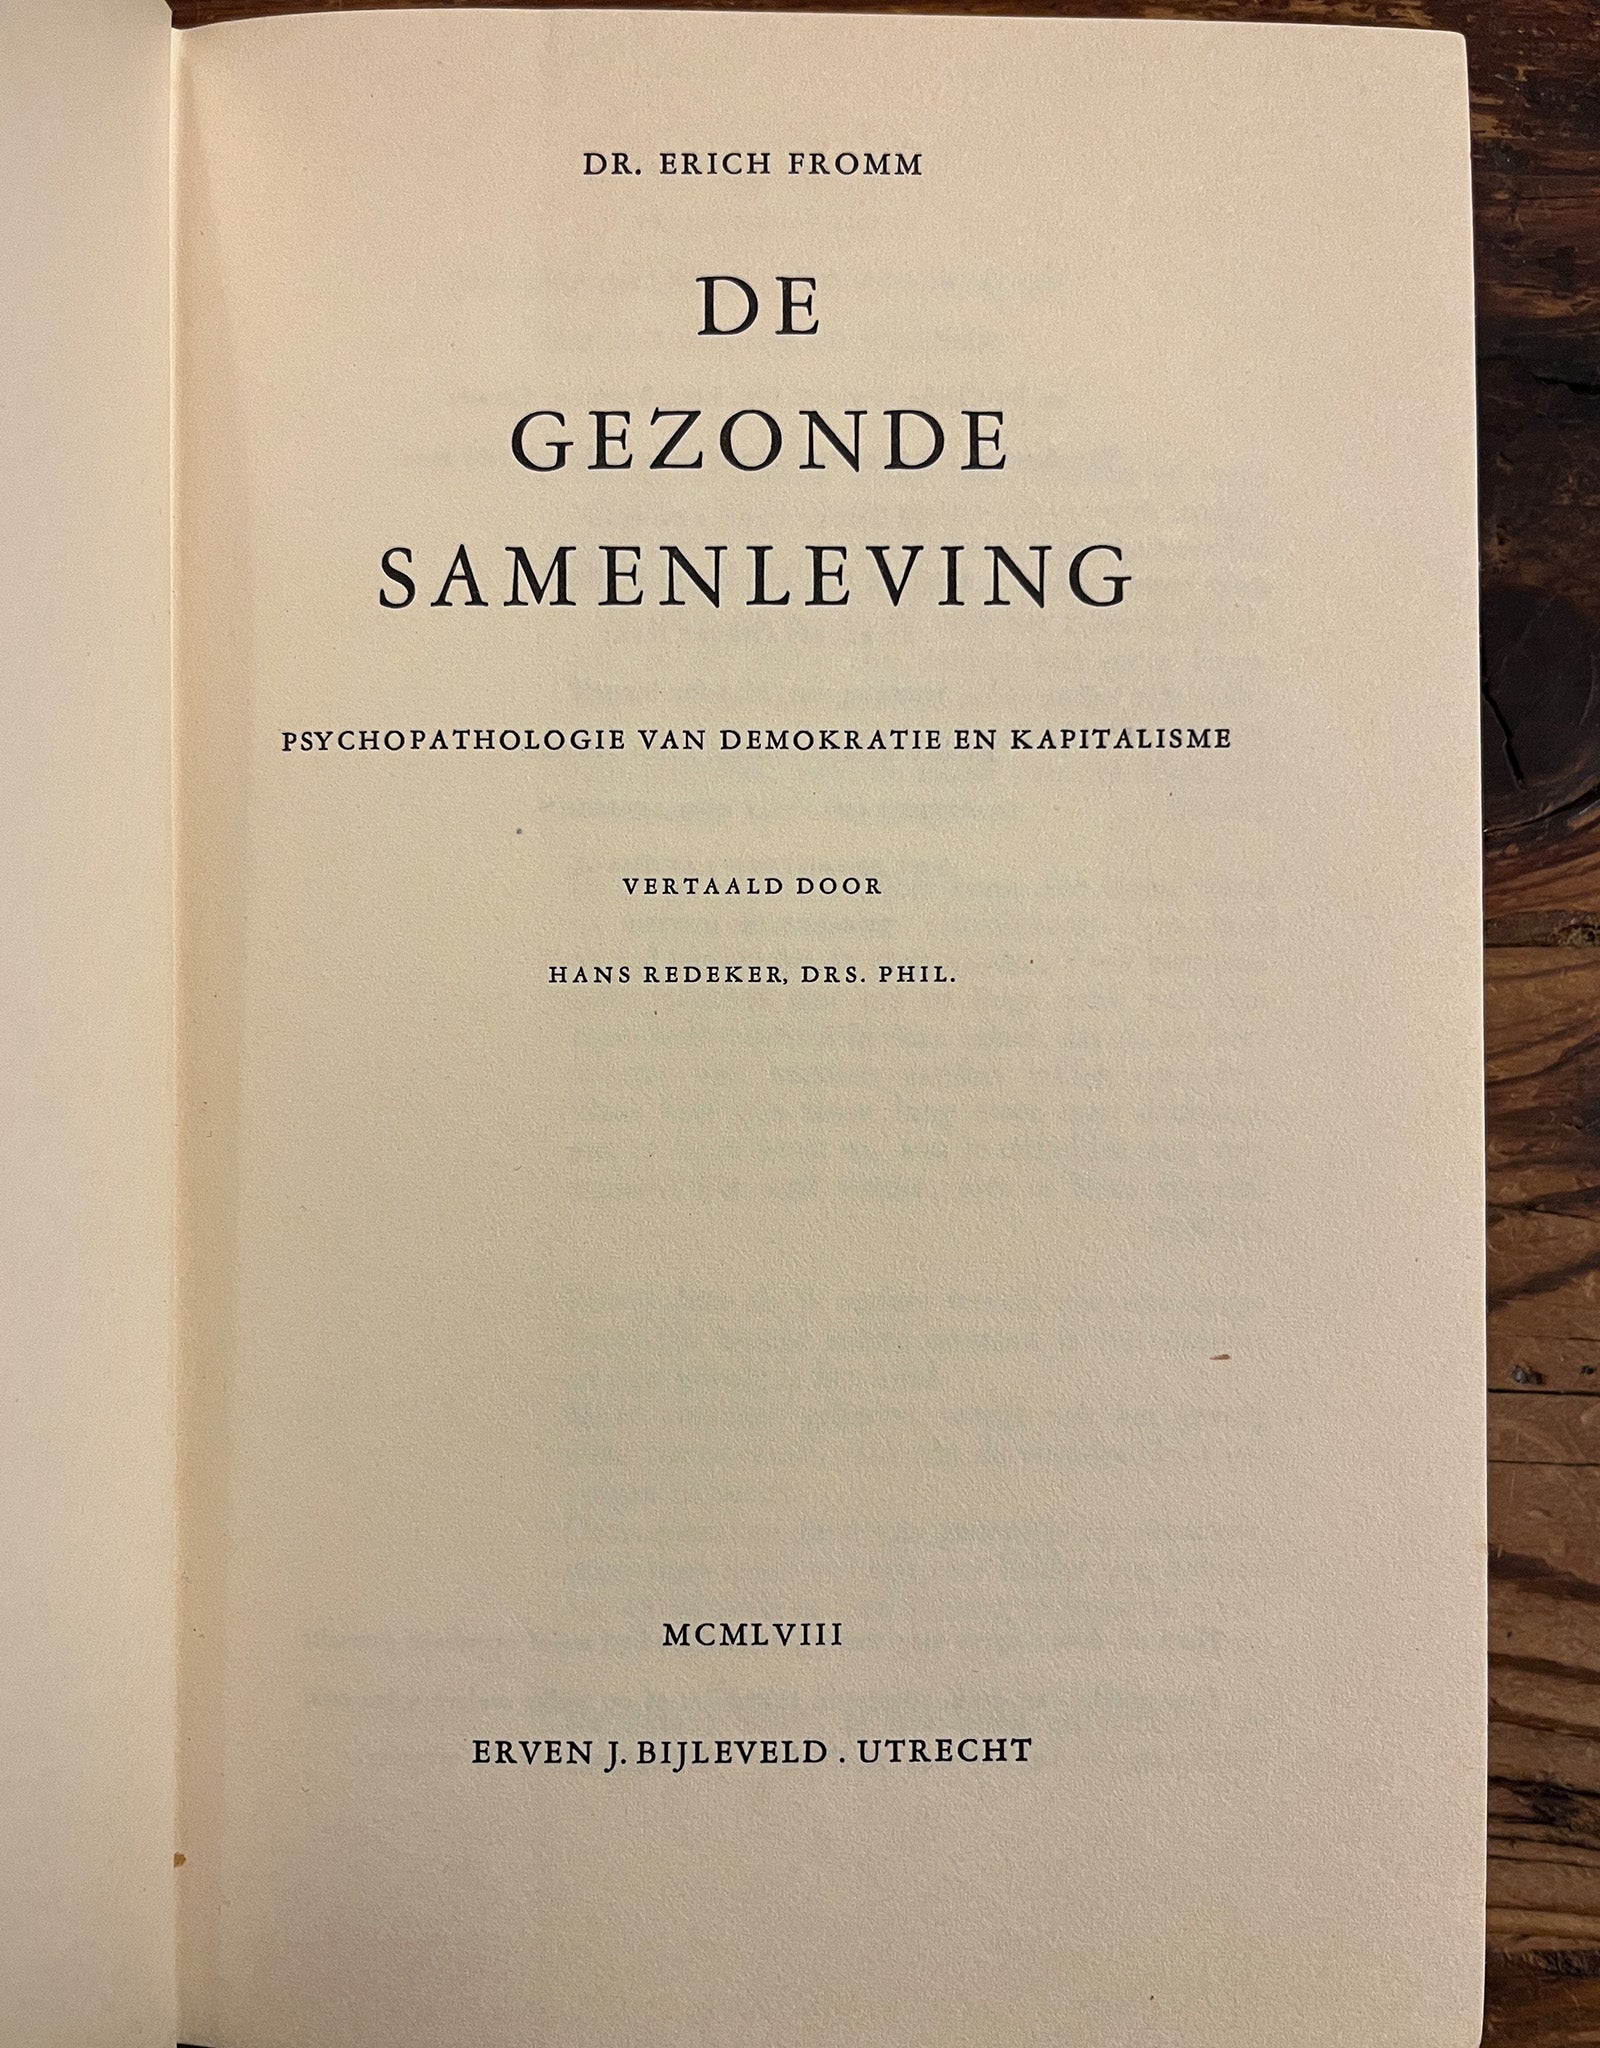 DR. ERICH FROMM
DE
GEZONDE
SAMENLEVING
PSYCHOPATHOLOGIE VAN DEMOKRATIE EN KAPITALISME
VERTAALD DOOR
HANS REDEKER, DRS. PHIL.
MCMLVIII
ERVEN J. BIJLEVELD . UTRECHT